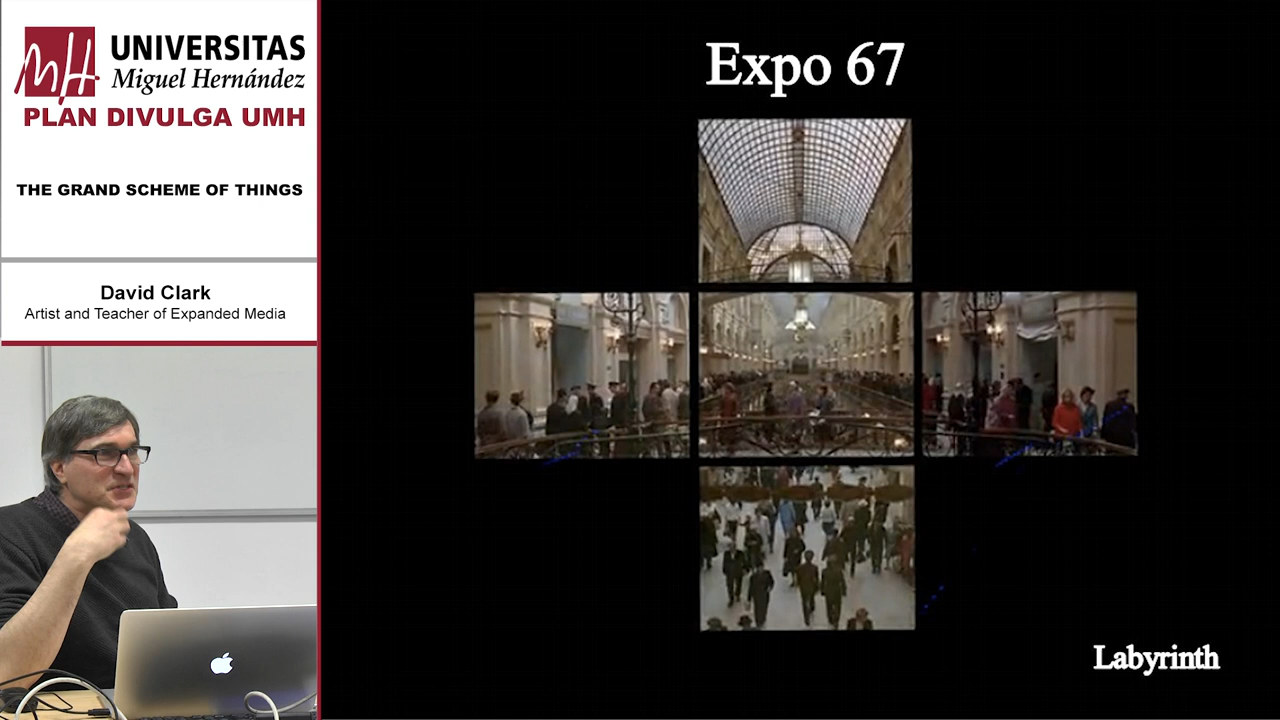 UNIVERSITAS
Miguel Hernández
PLAN DIVULGA UMH
THE GRAND SCHEME OF THINGS
David Clark
Artist and Teacher of Expanded Media
Expo 67
Labyrinth